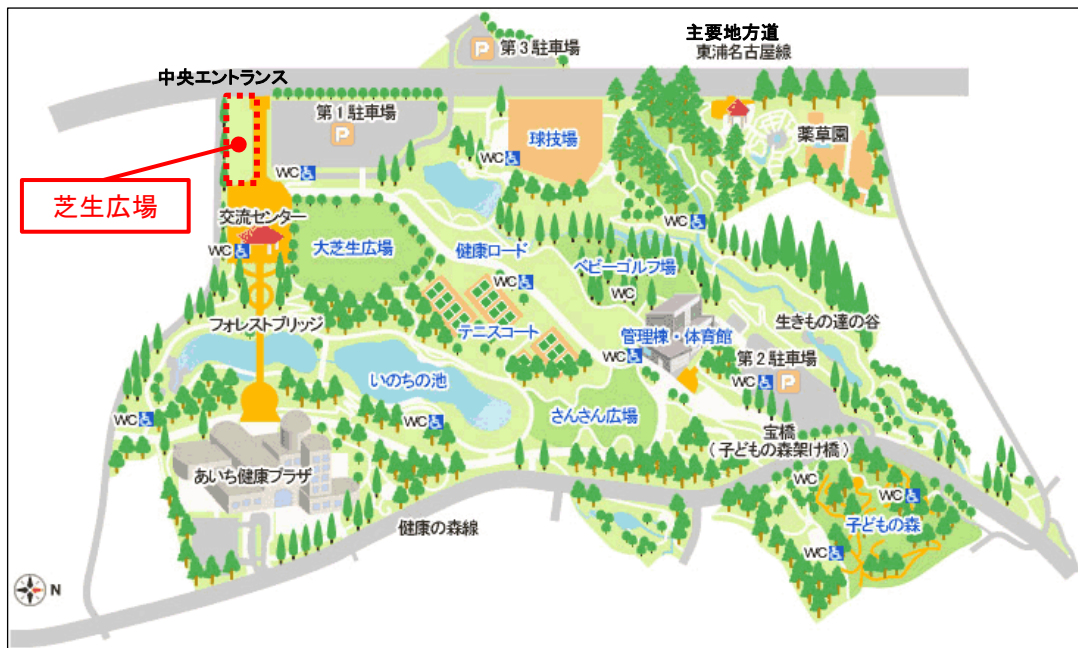 主要地方道
東浦名古屋線
P 第3駐車場
中央エントランス
第1駐車場
P
球技場
薬草園
WC
WC
芝生広場
WC
交流センター
WC
大芝生広場
健康ロード
ベビーゴルフ場
WC
WC
フォレストブリッジ
テニスコート
管理棟・体育館
生きもの達の谷
WC
第2駐車場
WC P
いのちの池
さんさん広場
WC
WC
宝橋
(子どもの森架け橋)
あいち健康プラザ
WC
WC
子どもの森
健康の森線
WC
N